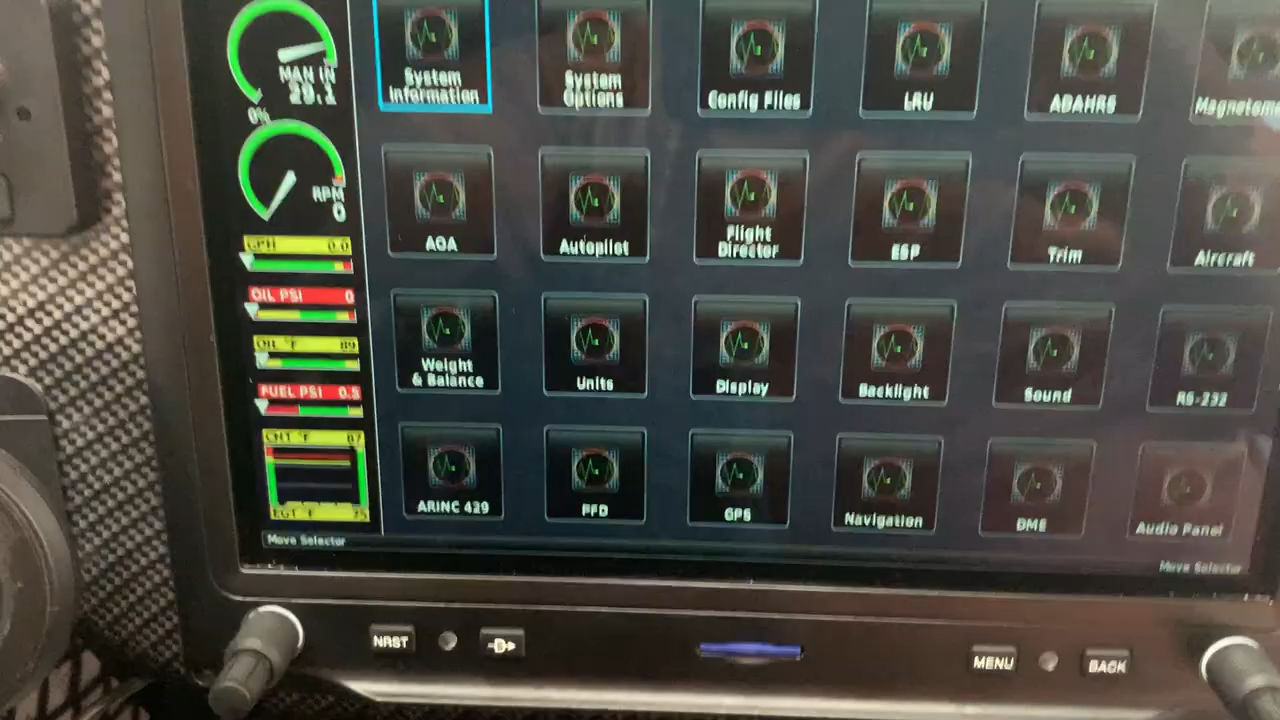 MAN IN
29.1
0%
RPM
0
GPH 0.0
OIL PSI 0
OIL °F 89
FUEL PSI 0.5
CHT °F 87
EGT °F 75
System
Information
System
Options
Config Files
LRU
ADAHRS
Magnetom
AOA
Autopilot
Flight
Director
ESP
Trim
Aircraft
Weight
& Balance
Units
Display
Backlight
Sound
RS-232
ARINC 429
PFD
GPS
Navigation
DME
Audio Panel
Move Selector
Move Selector
NRST
D
MENU
BACK